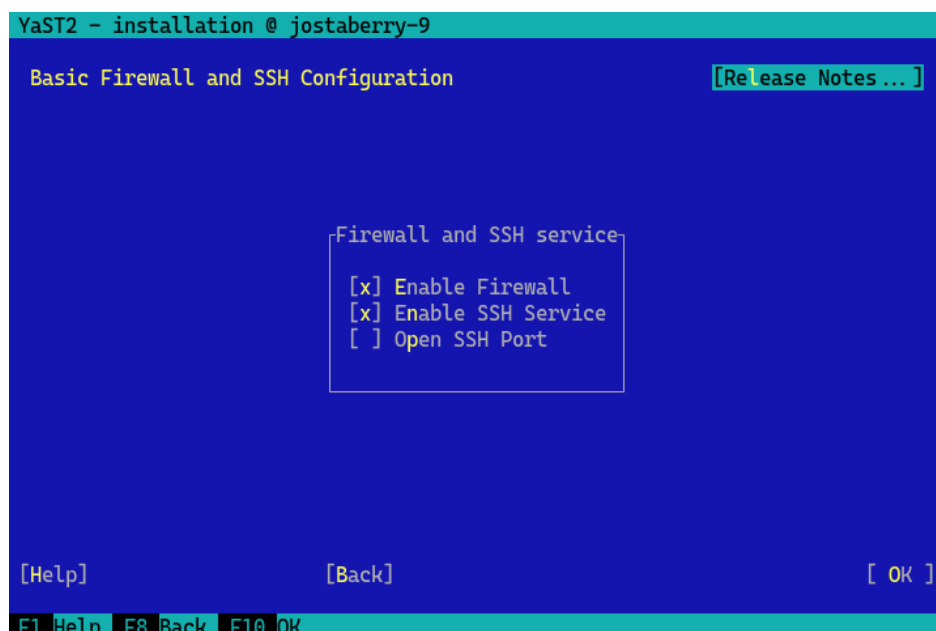 YaST2 - installation @ jostaberry-9
Basic Firewall and SSH Configuration [Release Notes...]
Firewall and SSH service
[x] Enable Firewall
[x] Enable SSH Service
[ ] Open SSH Port
[Help] [Back] [ OK ]
F1 Help F8 Back F10 OK